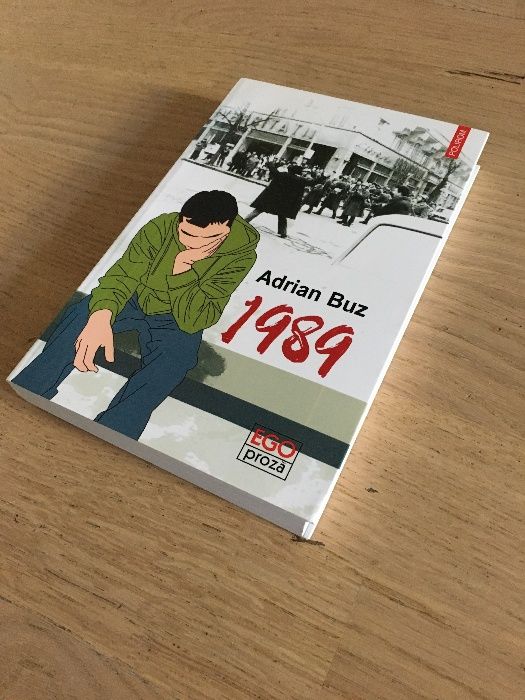 POLIROM
Adrian Buz
1989
EGO
proză